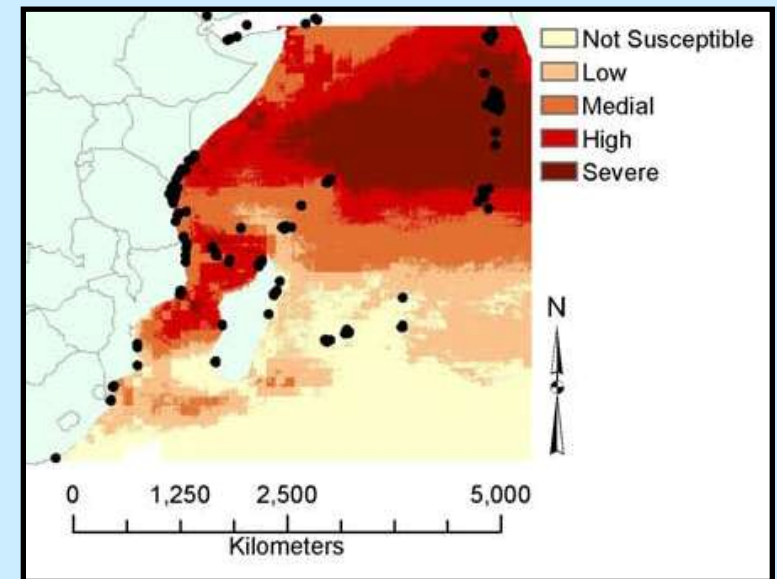 Not Susceptible
Low
Medial
High
Severe
N
0 1,250 2,500 5,000
Kilometers